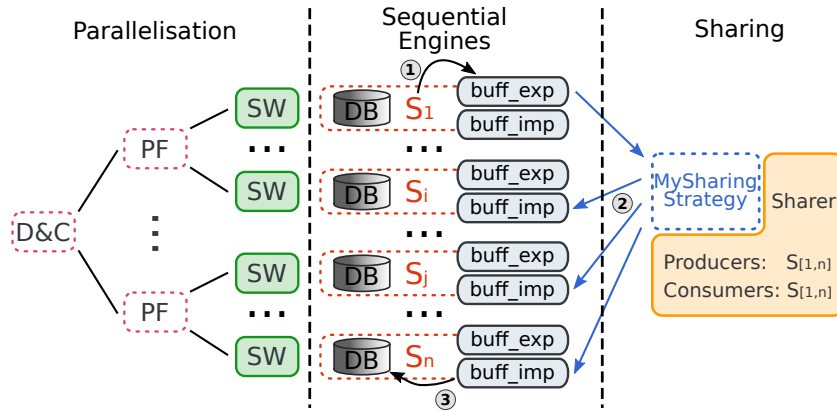 Parallelisation
Sequential
Engines
Sharing
1
SW
DB
S1
buff_exp
buff_imp
...
...
PF
SW
DB
Si
buff_exp
buff_imp
2
MySharing
Strategy
Sharer
D&C
...
...
Producers: S[1,n]
Consumers: S[1,n]
PF
SW
DB
Sj
buff_exp
buff_imp
...
...
SW
DB
Sn
buff_exp
buff_imp
3